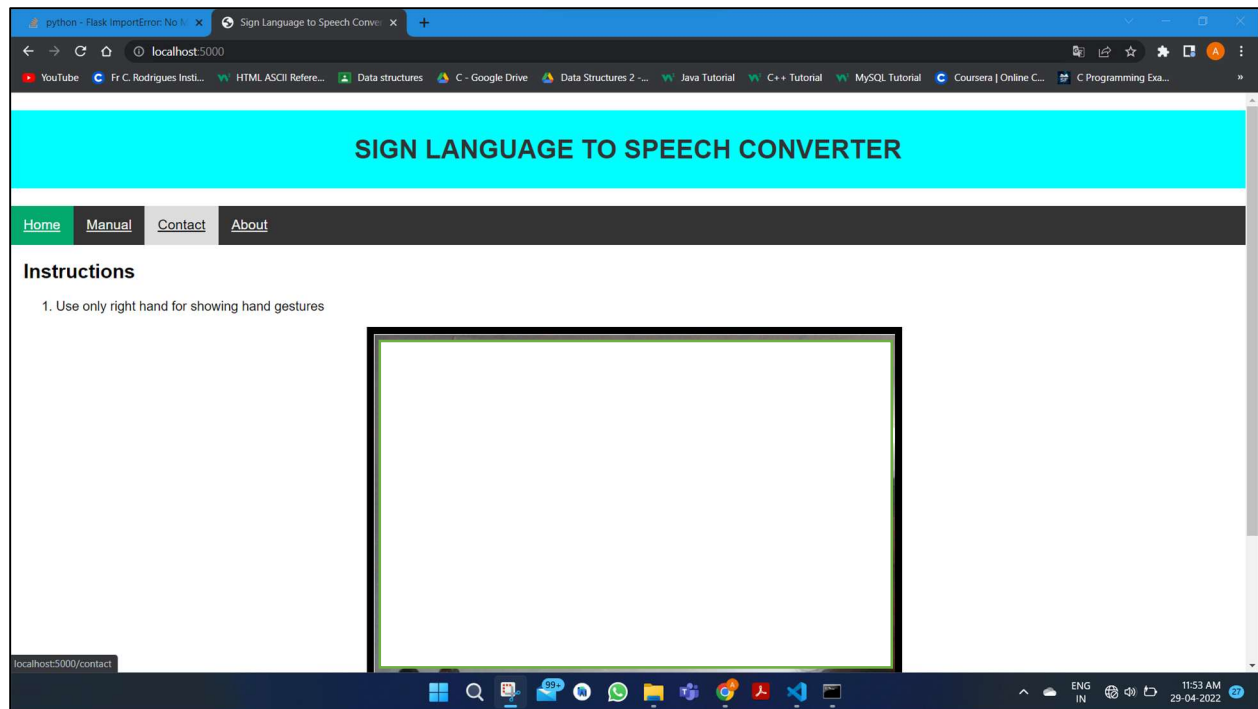 python - Flask ImportError: No M
Sign Language to Speech Conver
localhost:5000
YouTube
Fr C. Rodrigues Insti...
HTML ASCII Refere...
Data structures
C - Google Drive
Data Structures 2 -...
Java Tutorial
C++ Tutorial
MySQL Tutorial
Coursera | Online C...
C Programming Exa...
»
SIGN LANGUAGE TO SPEECH CONVERTER
Home Manual Contact About
Instructions
1. Use only right hand for showing hand gestures
localhost:5000/contact
99+
ENG
IN
11:53 AM
29-04-2022
27